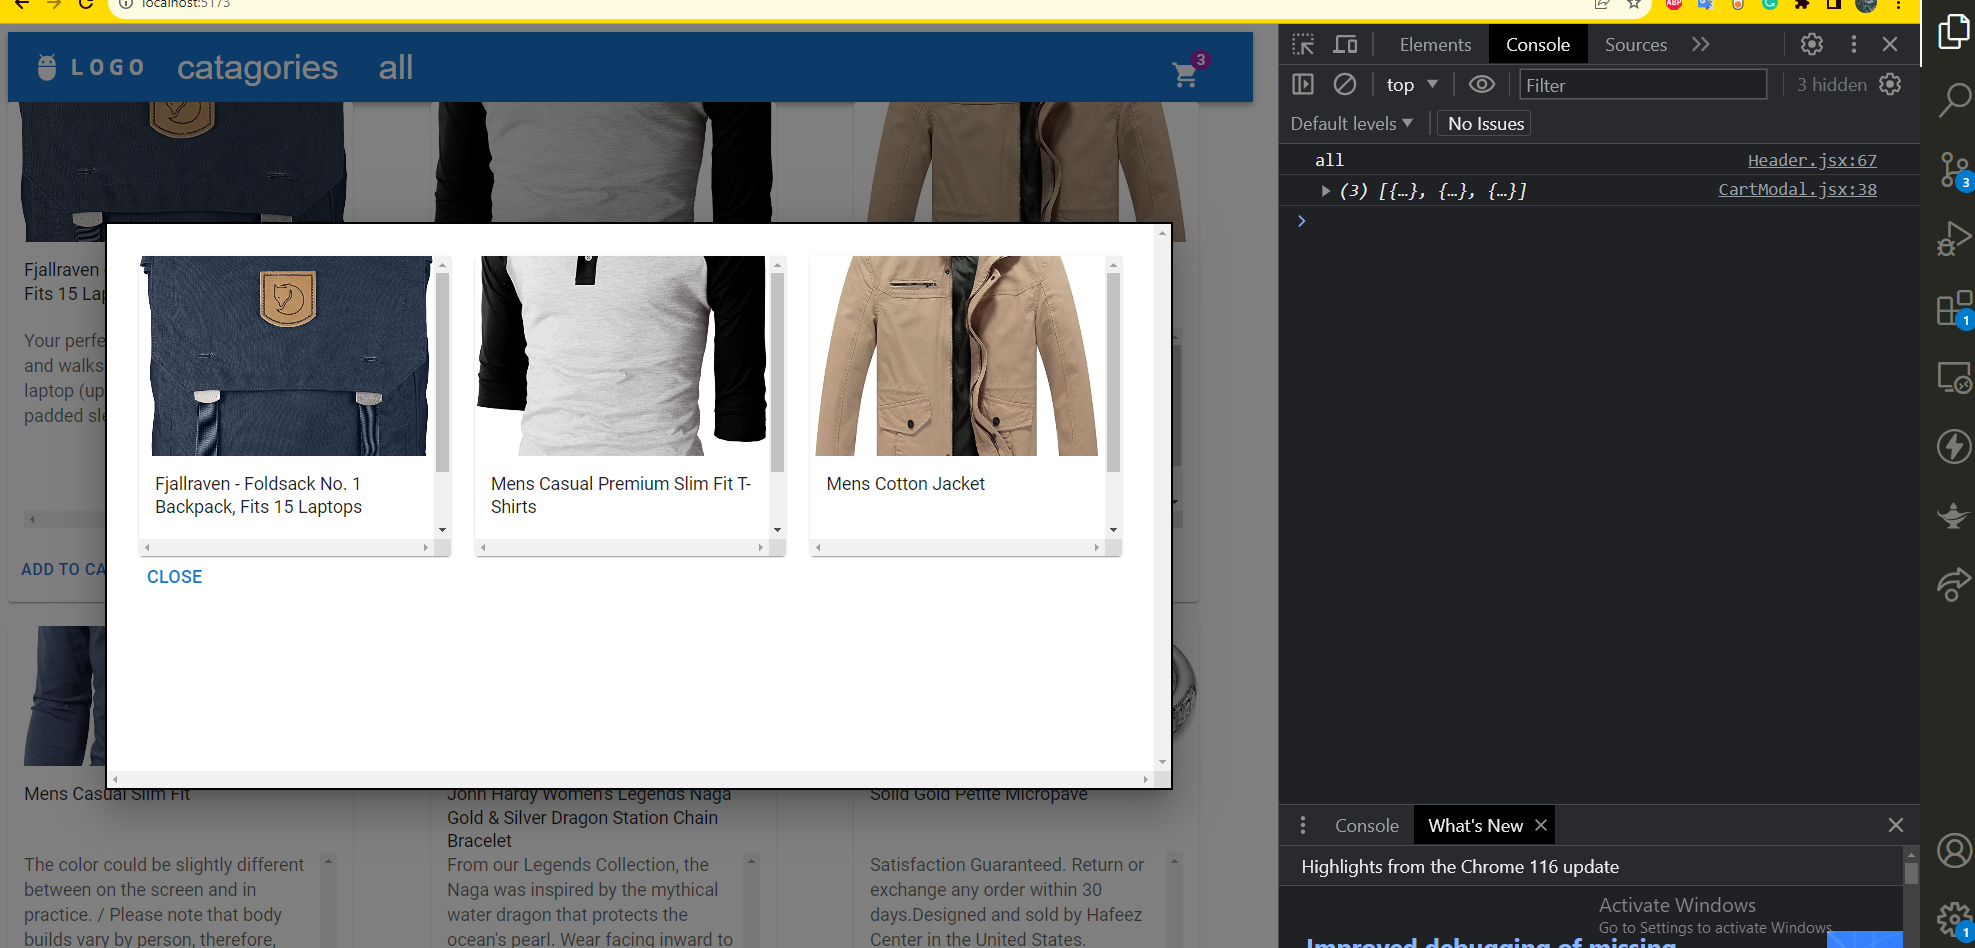 localhost:5173
LOGO catagories all 3
Elements Console Sources
top Filter 3 hidden
Default levels No Issues
all Header.jsx:67
(3) [{…}, {…}, {…}] CartModal.jsx:38
Fjallraven -
Fits 15 Lap
Your perfe
and walks
laptop (up
padded sle
ADD TO CA
Fjallraven - Foldsack No. 1
Backpack, Fits 15 Laptops
Mens Casual Premium Slim Fit T-
Shirts
Mens Cotton Jacket
CLOSE
Mens Casual Slim Fit
The color could be slightly different
between on the screen and in
practice. / Please note that body
builds vary by person, therefore,
John Hardy Women's Legends Naga
Gold & Silver Dragon Station Chain
Bracelet
From our Legends Collection, the
Naga was inspired by the mythical
water dragon that protects the
ocean's pearl. Wear facing inward to
Solid Gold Petite Micropave
Satisfaction Guaranteed. Return or
exchange any order within 30
days.Designed and sold by Hafeez
Center in the United States.
Console What's New
Highlights from the Chrome 116 update
Activate Windows
Go to Settings to activate Windows.
Improved debugging of missing
3
1
1
ABP